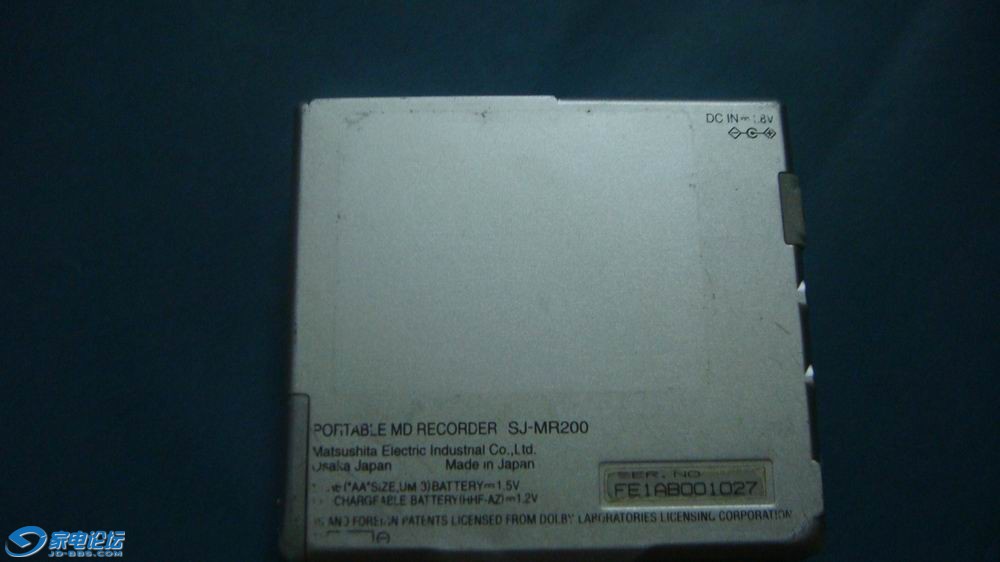 DC IN ⎓ 1.8V
PORTABLE MD RECORDER SJ-MR200
Matsushita Electric Industrial Co.,Ltd.
Osaka Japan Made in Japan
("AA"SIZE,UM 3)BATTERY⎓1.5V
CHARGEABLE BATTERY(HHF-AZ)⎓1.2V
SER. NO
FE1AB001027
AND FOREIGN PATENTS LICENSED FROM DOLBY LABORATORIES LICENSING CORPORATION
家电论坛
JD-BBS.COM